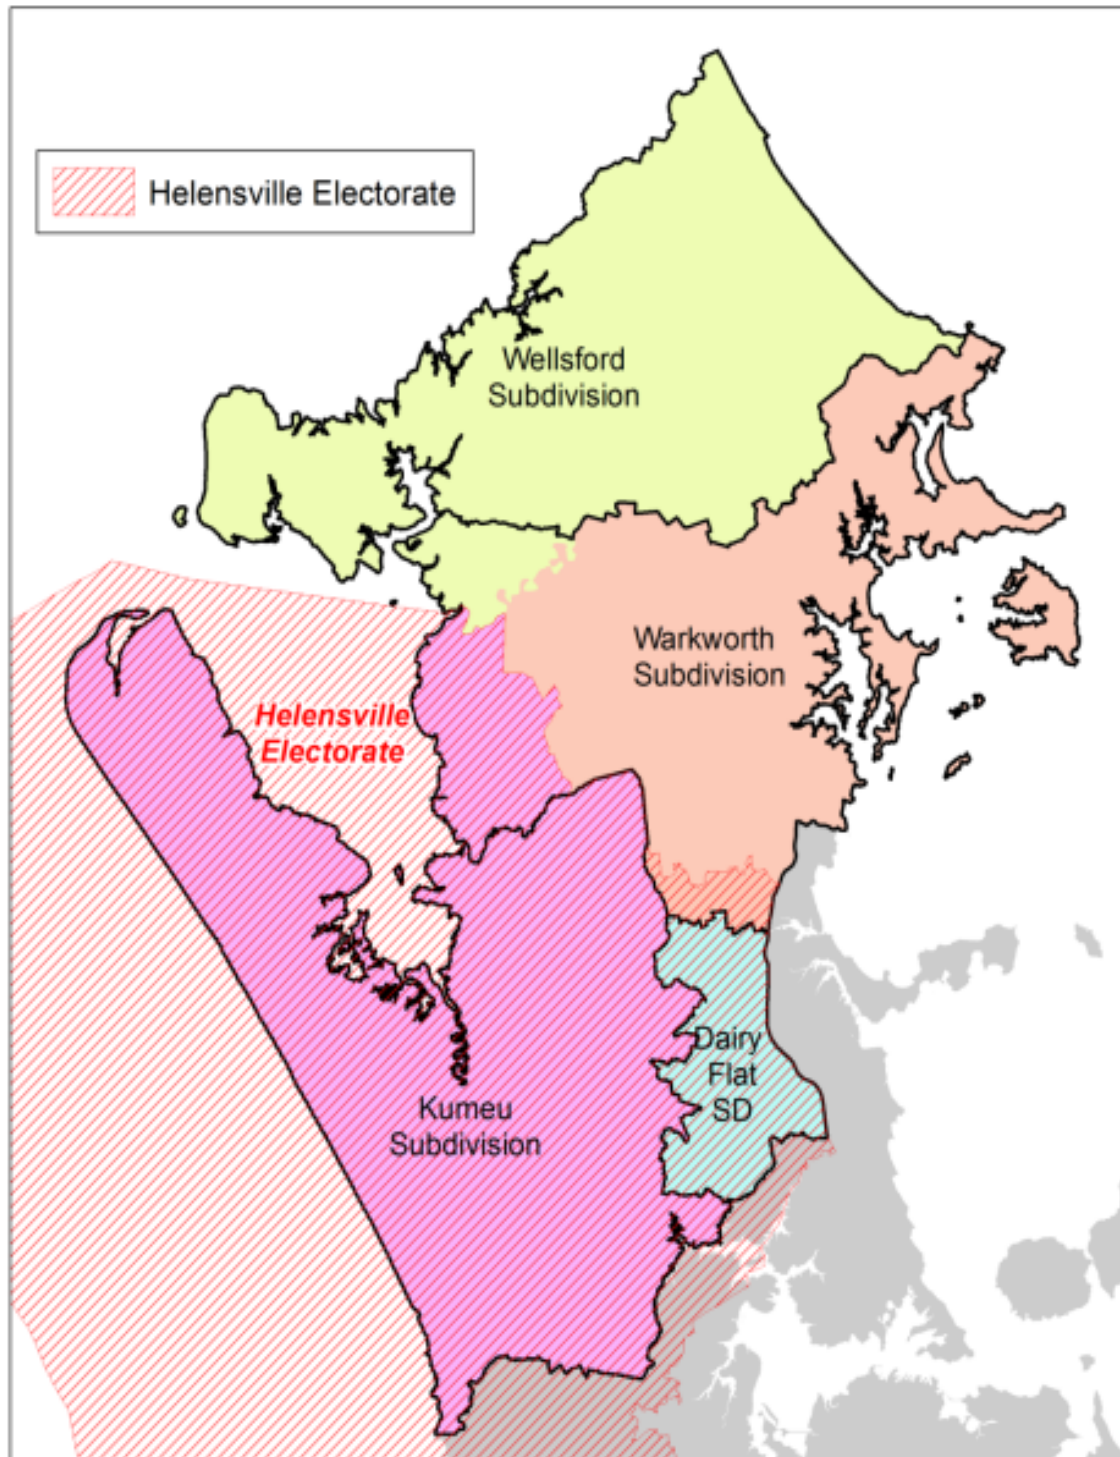 Helensville Electorate
Wellsford
Subdivision
Warkworth
Subdivision
Helensville
Electorate
Dairy
Flat
SD
Kumeu
Subdivision